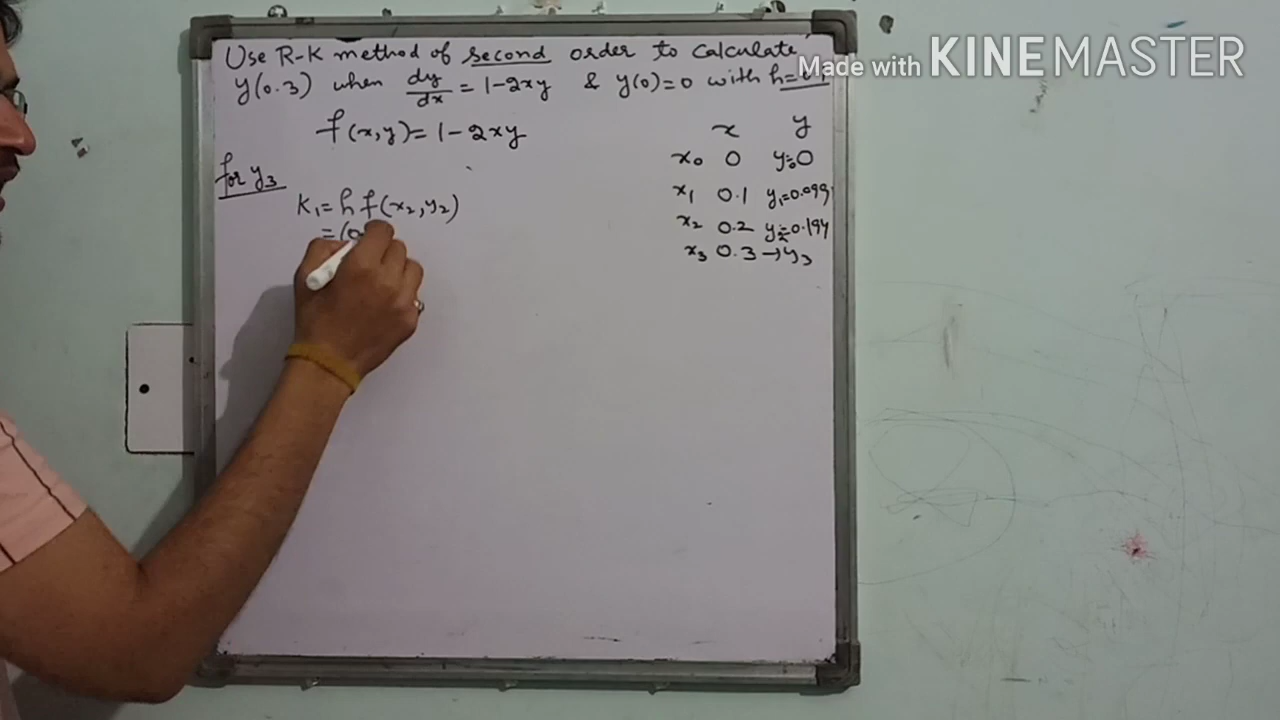 Use R-K method of second order to calculate
y(0.3) when dy/dx = 1-2xy & y(0)=0 with h=
f(x,y)= 1-2xy
x y
x₀ 0 y₀=0
x₁ 0.1 y₁=0.099
x₂ 0.2 y₂=0.194
x₃ 0.3 → y₃
for y₃
K₁= h f(x₂,y₂)
=(0
Made with KINEMASTER